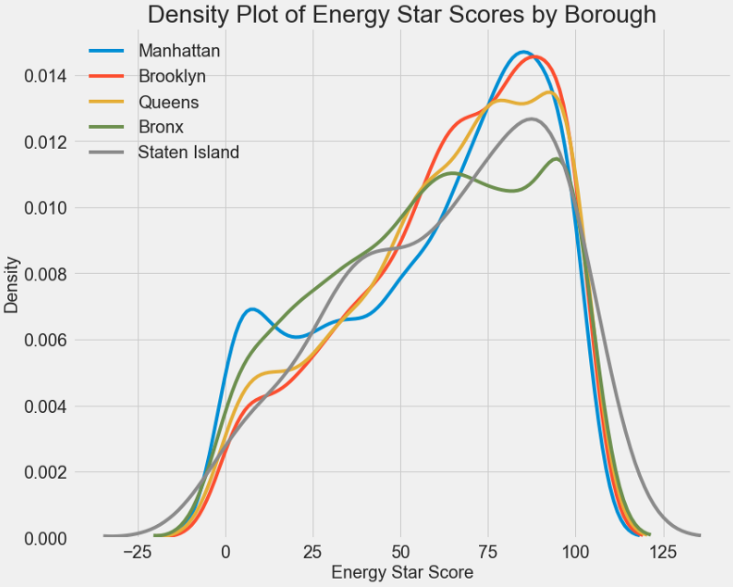 Density Plot of Energy Star Scores by Borough
Manhattan
Brooklyn
Queens
Bronx
Staten Island
Density
0.014
0.012
0.010
0.008
0.006
0.004
0.002
0.000
−25 0 25 50 75 100 125
Energy Star Score